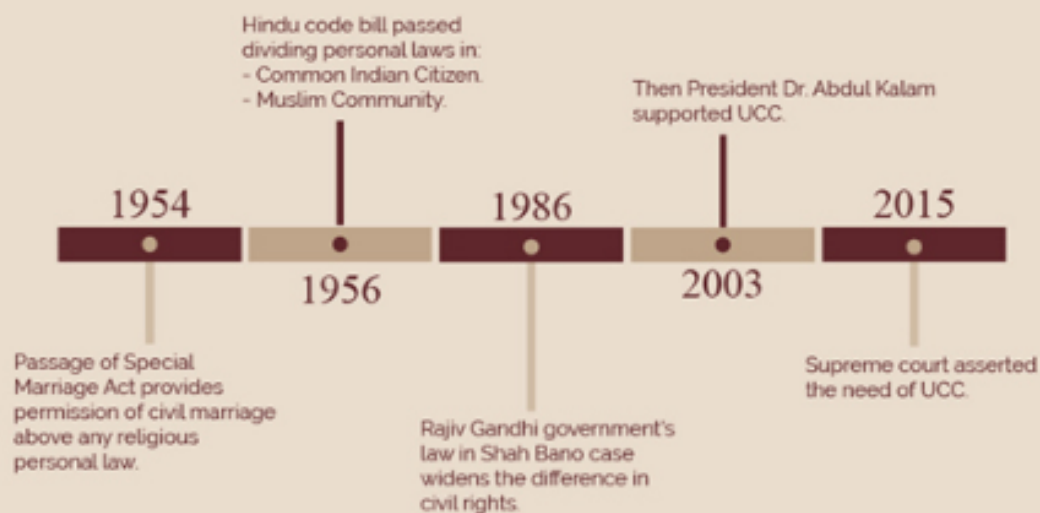 1954
Passage of Special
Marriage Act provides
permission of civil marriage
above any religious
personal law.
Hindu code bill passed
dividing personal laws in:
- Common Indian Citizen.
- Muslim Community.
1956
1986
Rajiv Gandhi government's
law in Shah Bano case
widens the difference in
civil rights.
Then President Dr. Abdul Kalam
supported UCC.
2003
2015
Supreme court asserted
the need of UCC.